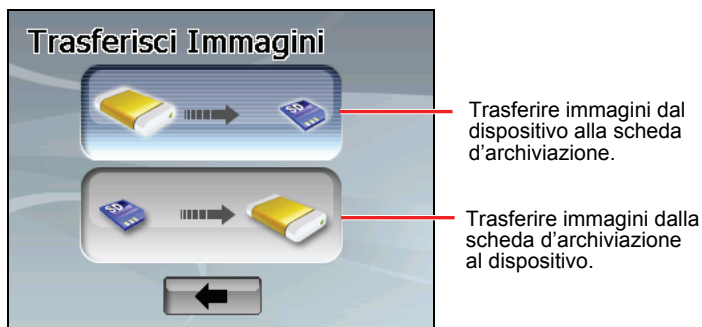 Trasferisci Immagini
SD
SD
Trasferire immagini dal
dispositivo alla scheda
d'archiviazione.
Trasferire immagini dalla
scheda d'archiviazione
al dispositivo.